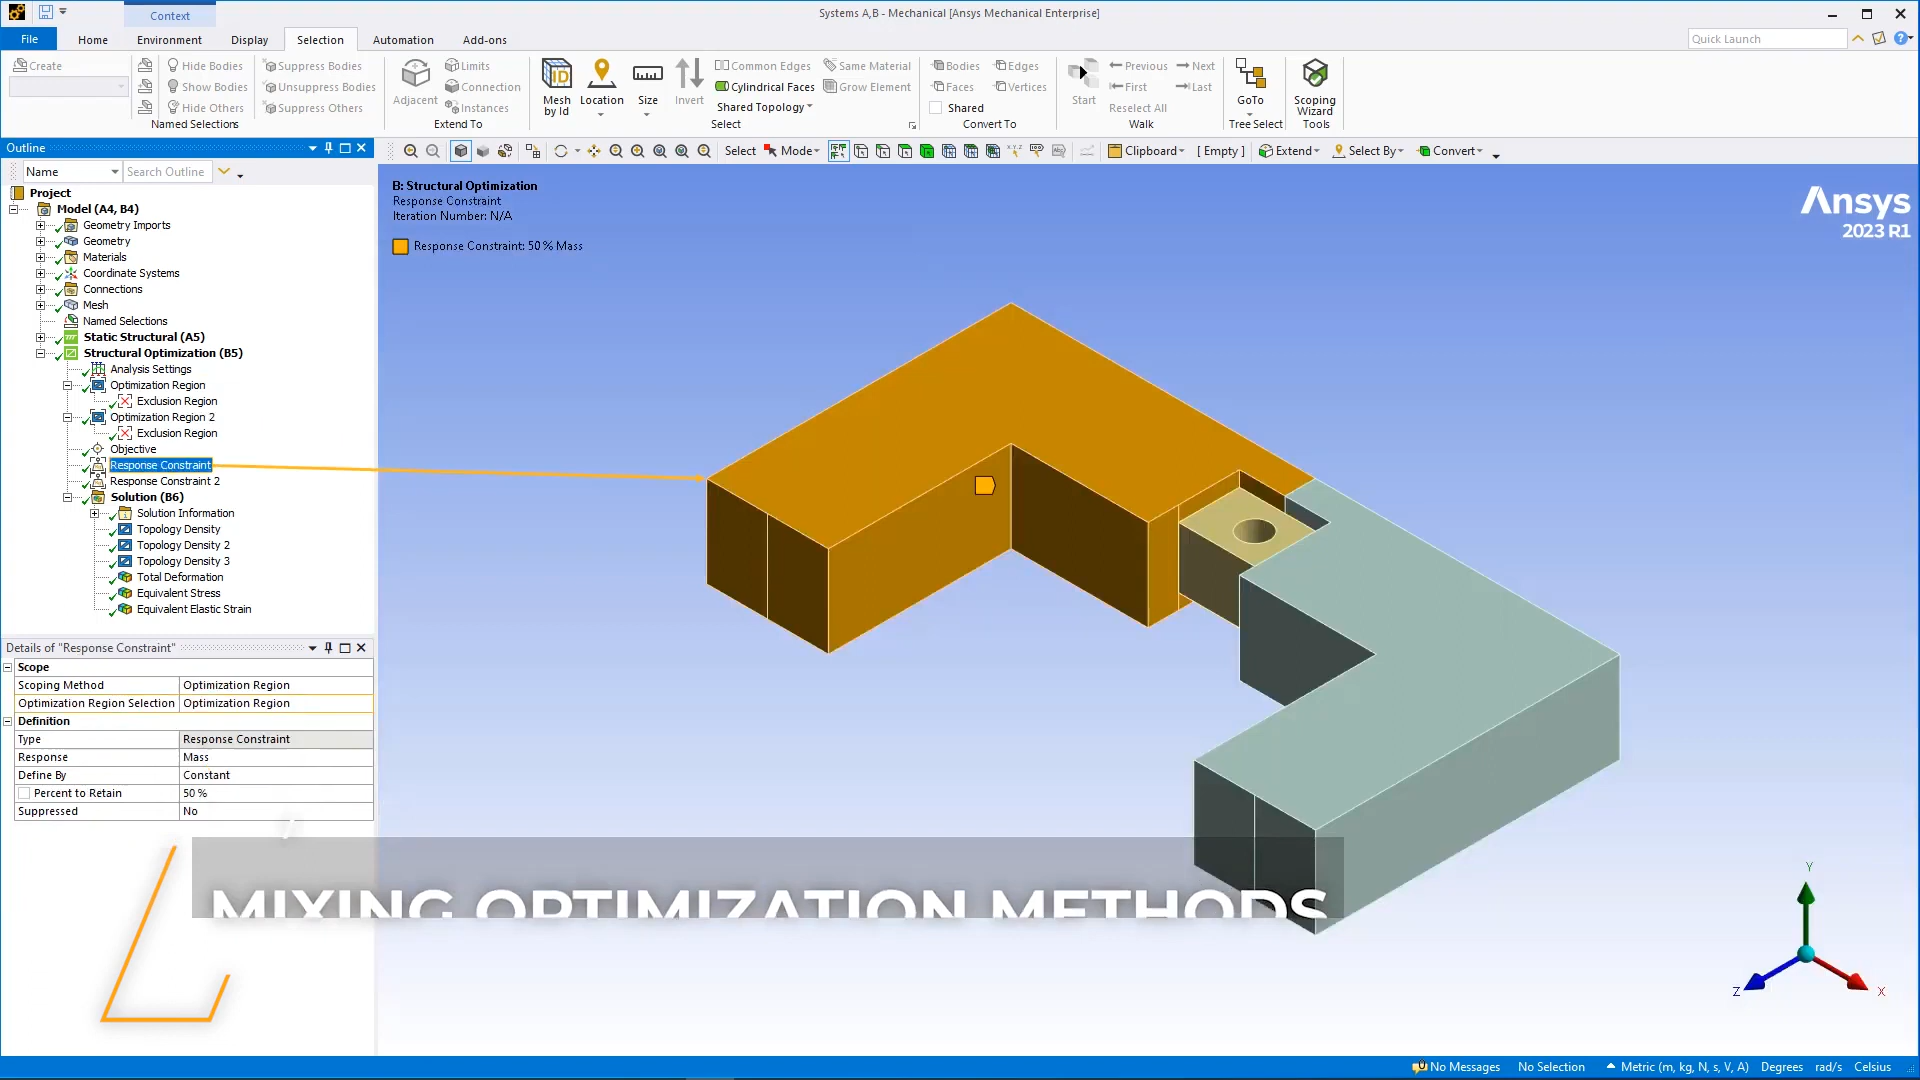 Context
Systems A,B - Mechanical [Ansys Mechanical Enterprise]
File Home Environment Display Selection Automation Add-ons
Quick Launch
Create
Hide Bodies
Show Bodies
Hide Others
Suppress Bodies
Unsuppress Bodies
Suppress Others
Named Selections
Adjacent
Limits
Connection
Instances
Extend To
Mesh by Id
Location
Size
Invert
Common Edges
Cylindrical Faces
Shared Topology
Same Material
Grow Element
Select
Bodies
Edges
Faces
Vertices
Shared
Convert To
Start
Previous
Next
First
Last
Reselect All
Walk
GoTo
Tree Select
Scoping Wizard
Tools
Outline
Name
Search Outline
Select Mode Clipboard [ Empty ] Extend Select By Convert
Project
Model (A4, B4)
Geometry Imports
Geometry
Materials
Coordinate Systems
Connections
Mesh
Named Selections
Static Structural (A5)
Structural Optimization (B5)
Analysis Settings
Optimization Region
Exclusion Region
Optimization Region 2
Exclusion Region
Objective
Response Constraint
Response Constraint 2
Solution (B6)
Solution Information
Topology Density
Topology Density 2
Topology Density 3
Total Deformation
Equivalent Stress
Equivalent Elastic Strain
B: Structural Optimization
Response Constraint
Iteration Number: N/A
Response Constraint: 50 % Mass
Ansys
2023 R1
Details of "Response Constraint"
Scope
Scoping Method Optimization Region
Optimization Region Selection Optimization Region
Definition
Type Response Constraint
Response Mass
Define By Constant
Percent to Retain 50 %
Suppressed No
MIXING OPTIMIZATION METHODS
Y
Z
X
No Messages No Selection Metric (m, kg, N, s, V, A) Degrees rad/s Celsius